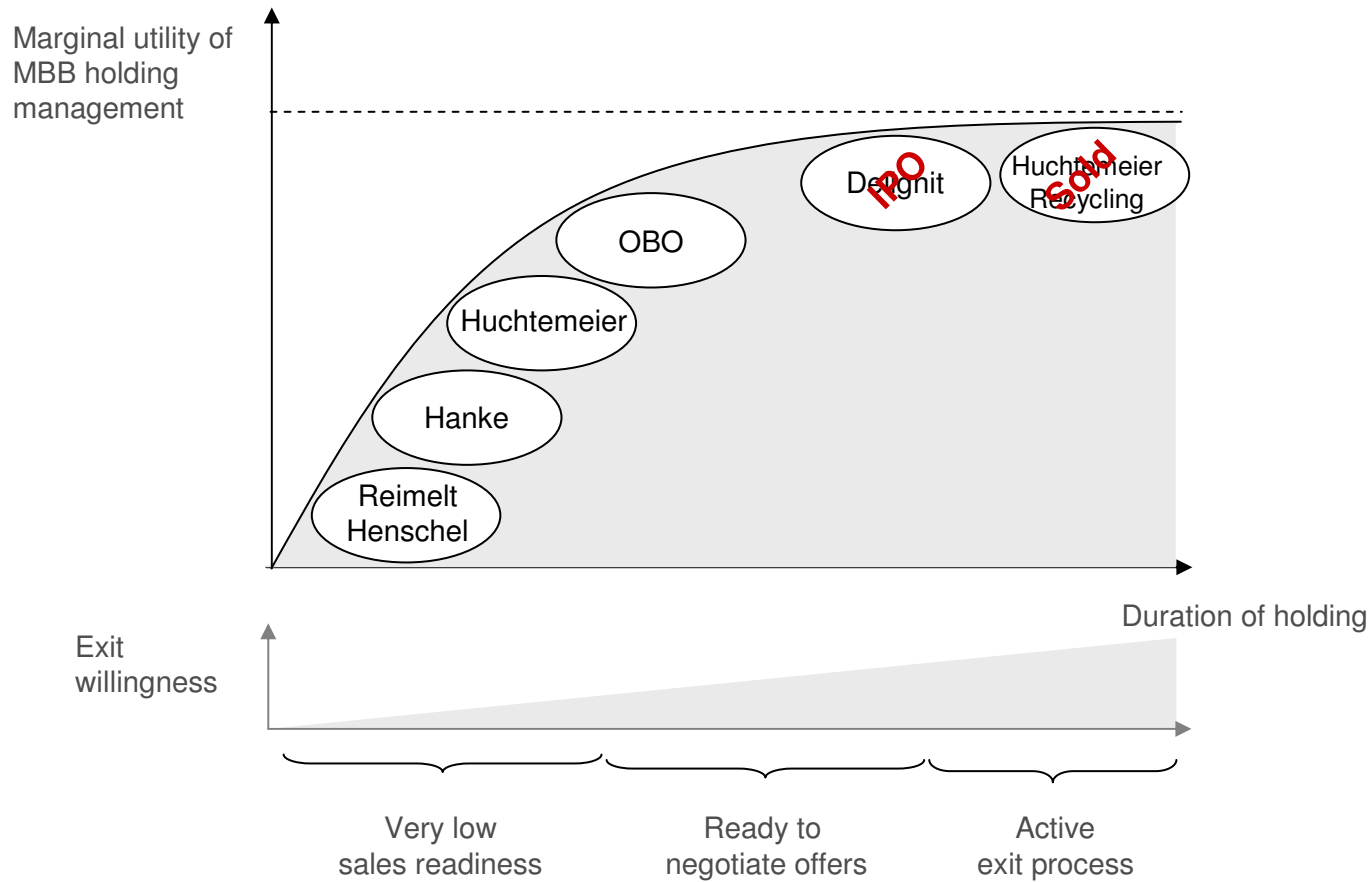 Marginal utility of
MBB holding
management
Delignit
IPO
Huchtemeier
Recycling
Sold
OBO
Huchtemeier
Hanke
Reimelt
Henschel
Duration of holding
Exit
willingness
Very low
sales readiness
Ready to
negotiate offers
Active
exit process